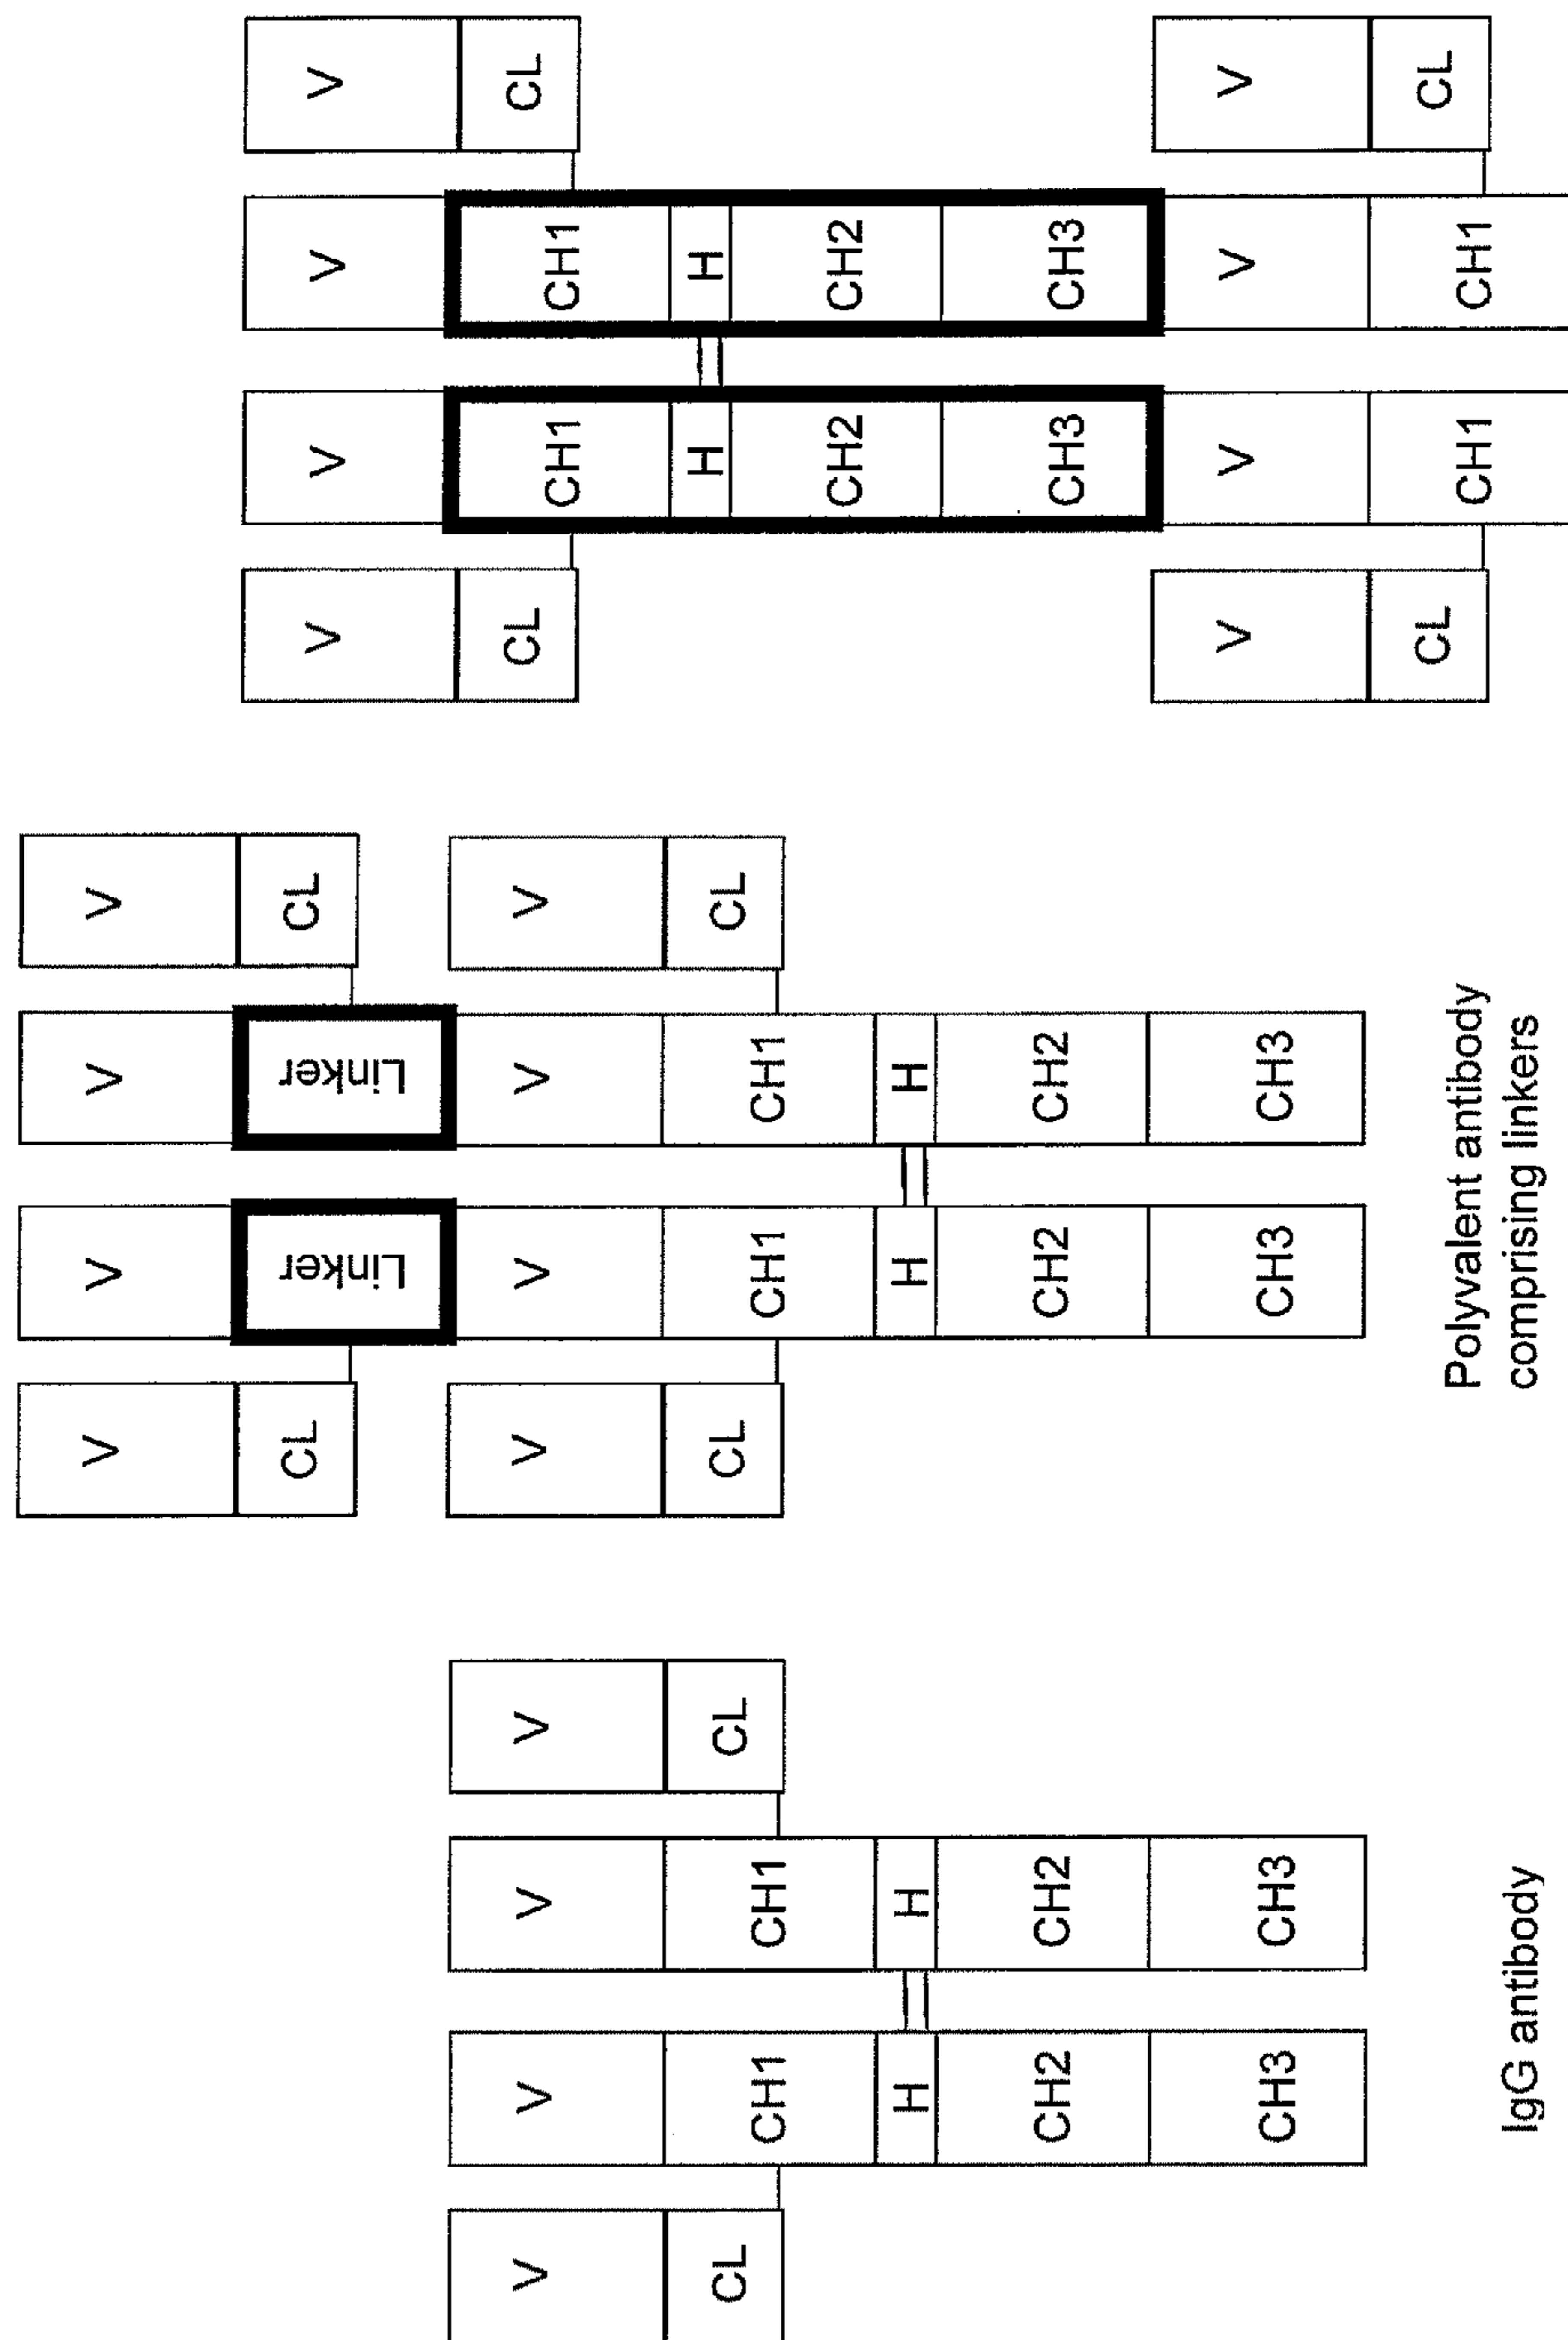 V V V V
CL CH1 CH1 CL
H H
CH2 CH2
CH3 CH3
IgG antibody
V V V V
CL Linker Linker CL
V V V V
CL CH1 CH1 CL
H H
CH2 CH2
CH3 CH3
Polyvalent antibody
comprising linkers
V V V V
CL CH1 CH1 CL
H H
CH2 CH2
CH3 CH3
V V V V
CL CH1 CH1 CL